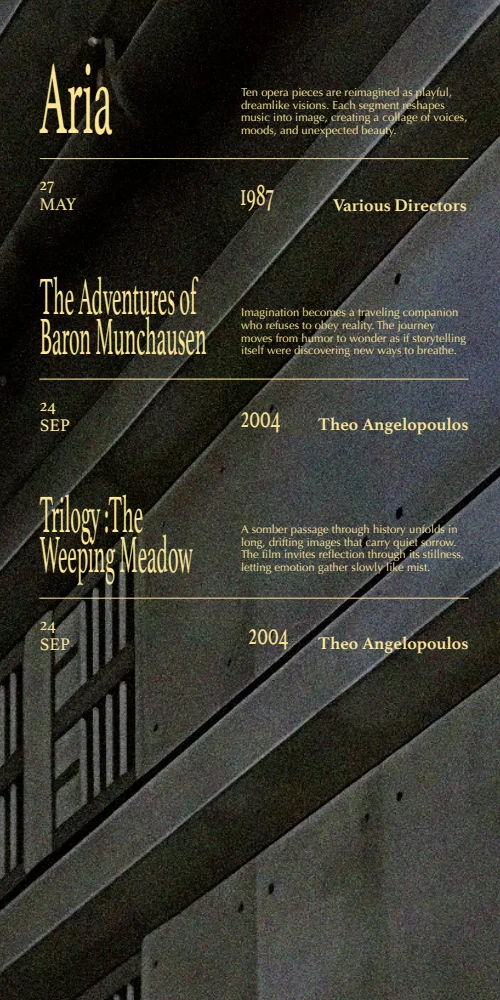 Aria
Ten opera pieces are reimagined as playful,
dreamlike visions. Each segment reshapes
music into image, creating a collage of voices,
moods, and unexpected beauty.
27
MAY
1987
Various Directors
The Adventures of
Baron Munchausen
Imagination becomes a traveling companion
who refuses to obey reality. The journey
moves from humor to wonder as if storytelling
itself were discovering new ways to breathe.
24
SEP
2004
Theo Angelopoulos
Trilogy :The
Weeping Meadow
A somber passage through history unfolds in
long, drifting images that carry quiet sorrow.
The film invites reflection through its stillness,
letting emotion gather slowly like mist.
24
SEP
2004
Theo Angelopoulos